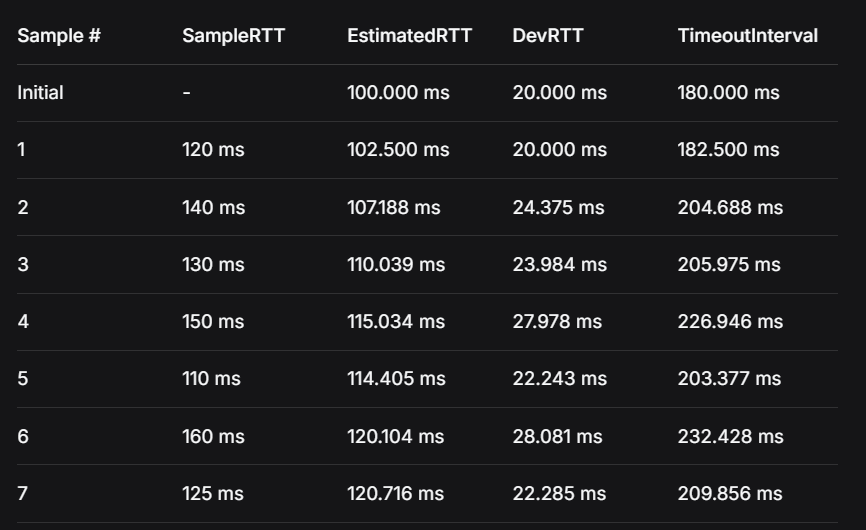 Sample # SampleRTT EstimatedRTT DevRTT TimeoutInterval
Initial - 100.000 ms 20.000 ms 180.000 ms
1 120 ms 102.500 ms 20.000 ms 182.500 ms
2 140 ms 107.188 ms 24.375 ms 204.688 ms
3 130 ms 110.039 ms 23.984 ms 205.975 ms
4 150 ms 115.034 ms 27.978 ms 226.946 ms
5 110 ms 114.405 ms 22.243 ms 203.377 ms
6 160 ms 120.104 ms 28.081 ms 232.428 ms
7 125 ms 120.716 ms 22.285 ms 209.856 ms